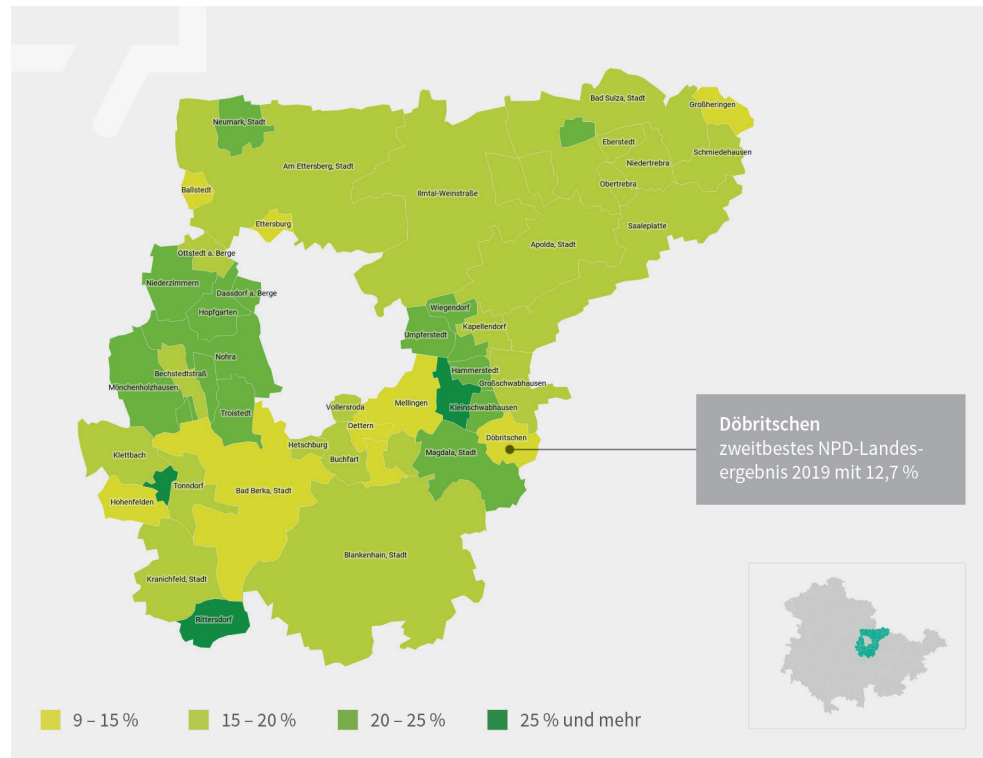 Bad Sulza, Stadt
Großheringen
Neumark, Stadt
Eberstedt
Schmiedehausen
Am Ettersberg, Stadt
Niedertrebra
Ballstedt
Ilmtal-Weinstraße
Obertrebra
Ettersburg
Saaleplatte
Apolda, Stadt
Ottstedt a. Berge
Niederzimmern
Daasdorf a. Berge
Hopfgarten
Wiegendorf
Kapellendorf
Umpferstedt
Nohra
Bechstedtstraß
Hammerstedt
Mönchenholzhausen
Großschwabhausen
Troistedt
Vollersroda
Mellingen
Kleinschwabhausen
Oettern
Döbritschen
Hetschburg
Klettbach
Buchfart
Magdala, Stadt
Tonndorf
Bad Berka, Stadt
Hohenfelden
Blankenhain, Stadt
Kranichfeld, Stadt
Rittersdorf
Döbritschen
zweitbestes NPD-Landes-
ergebnis 2019 mit 12,7 %
9 – 15 %
15 – 20 %
20 – 25 %
25 % und mehr